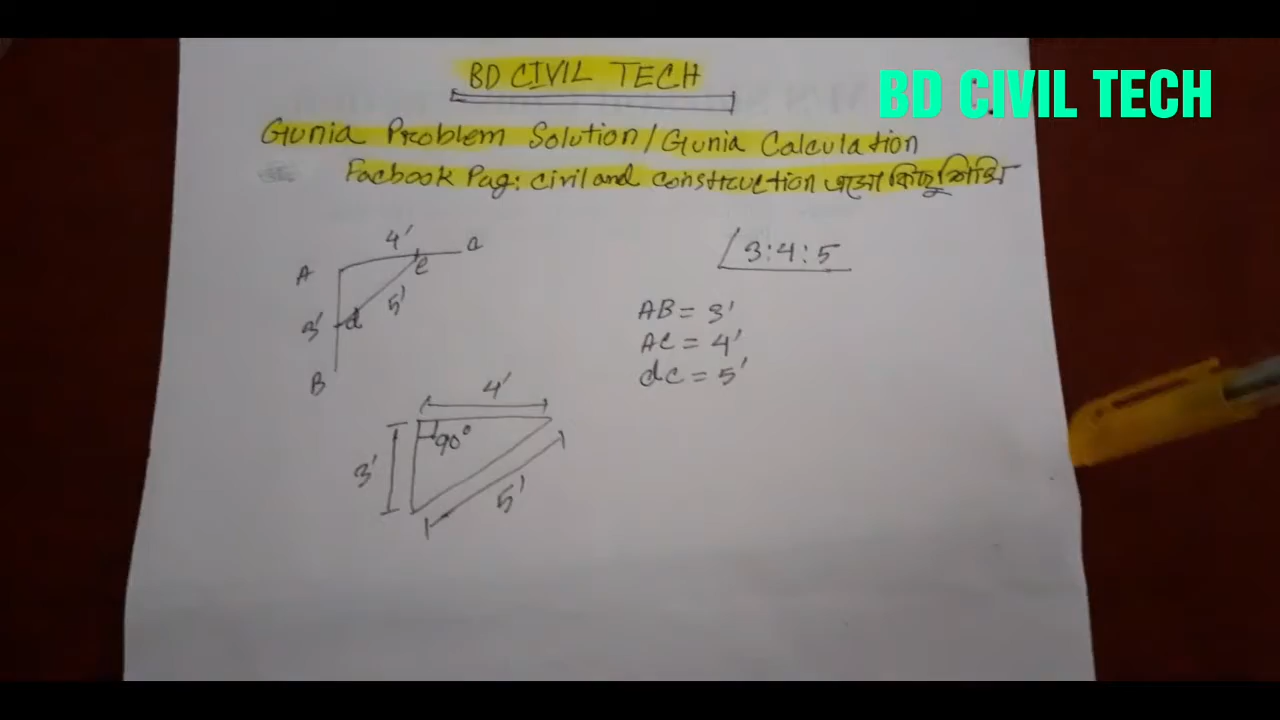 BD CIVIL TECH
BD CIVIL TECH
Gunia Problem Solution/Gunia Calculation
Facbook Pag: civil and construction এসো কিছু শিখি
4'
a
A
e
5'
3'
d
B
3:4:5
AB = 3'
AC = 4'
dC = 5'
4'
90°
3'
5'